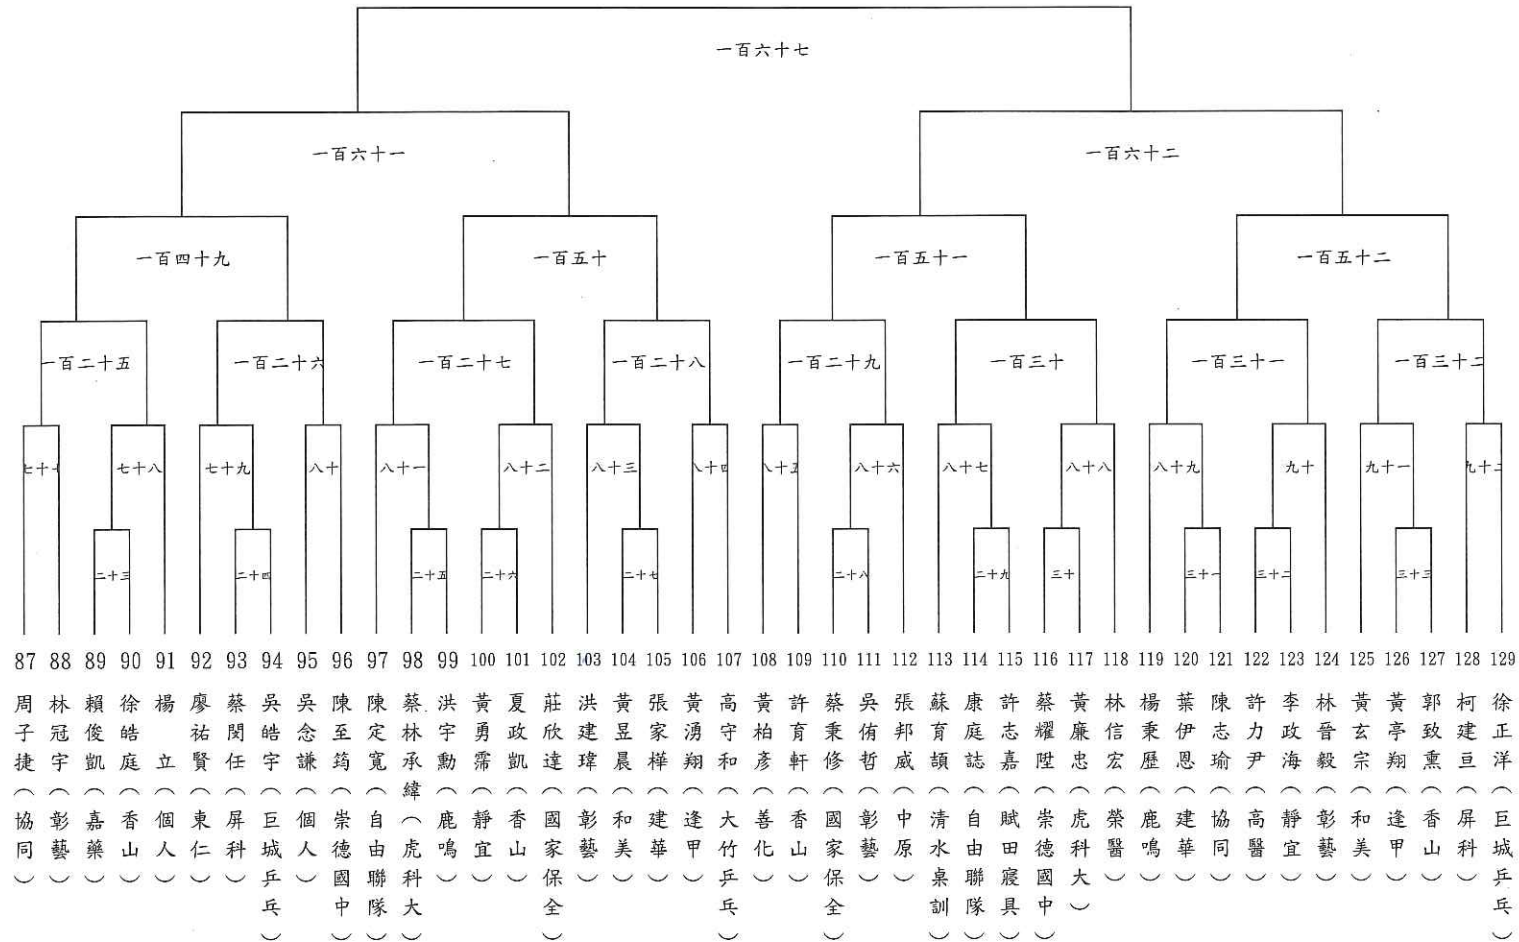 一百六十七
一百六十一
一百六十二
一百四十九
一百五十
一百五十一
一百五十二
一百二十五
一百二十六
一百二十七
一百二十八
一百二十九
一百三十
一百三十一
一百三十二
七十八
七十九
八十
八十一
八十二
八十三
八十四
八十五
八十六
八十七
八十八
八十九
九十
九十一
九十二
二十三
二十四
二十五
二十六
二十七
二十八
二十九
三十
三十一
三十二
三十三
87 周子捷（協同）
88 林冠宇（彰藝）
89 賴俊凱（嘉藥）
90 徐皓庭（香山）
91 楊立（個人）
92 廖祐賢（東仁）
93 蔡閔任（屏科）
94 吳皓宇（巨城乒乓）
95 吳念謙（個人）
96 陳至筠（崇德國中）
97 陳定寬（自由聯隊）
98 蔡林承緯（虎科大）
99 洪宇勳（鹿鳴）
100 黃勇霈（靜宜）
101 夏政凱（香山）
102 莊欣達（國家保全）
103 洪建瑋（彰藝）
104 黃昱晨（和美）
105 張家樺（建華）
106 黃湧翔（逢甲）
107 高守和（大竹乒乓）
108 黃柏彥（善化）
109 許育軒（香山）
110 蔡秉修（國家保全）
111 吳侑哲（彰藝）
112 張邦威（中原）
113 蘇育頡（清水桌訓）
114 康庭誌（自由聯隊）
115 許志嘉（賦田寢具）
116 蔡耀陞（崇德國中）
117 黃廉忠（虎科大）
118 林信宏（榮醫）
119 楊秉歷（鹿鳴）
120 葉伊恩（建華）
121 陳志瑜（協同）
122 許力尹（高醫）
123 李政海（靜宜）
124 林晉毅（彰藝）
125 黃玄宗（和美）
126 黃亭翔（逢甲）
127 郭致熏（香山）
128 柯建亘（屏科）
129 徐正洋（巨城乒乓）